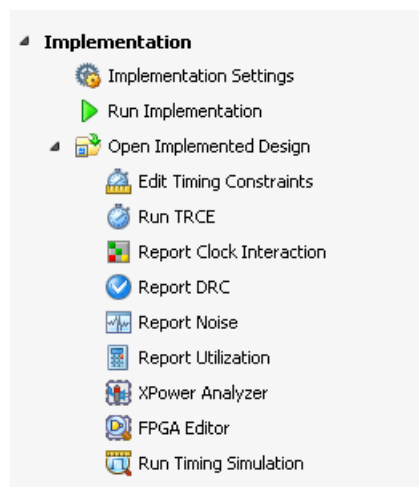 Implementation
Implementation Settings
Run Implementation
Open Implemented Design
Edit Timing Constraints
Run TRCE
Report Clock Interaction
Report DRC
Report Noise
Report Utilization
XPower Analyzer
FPGA Editor
Run Timing Simulation